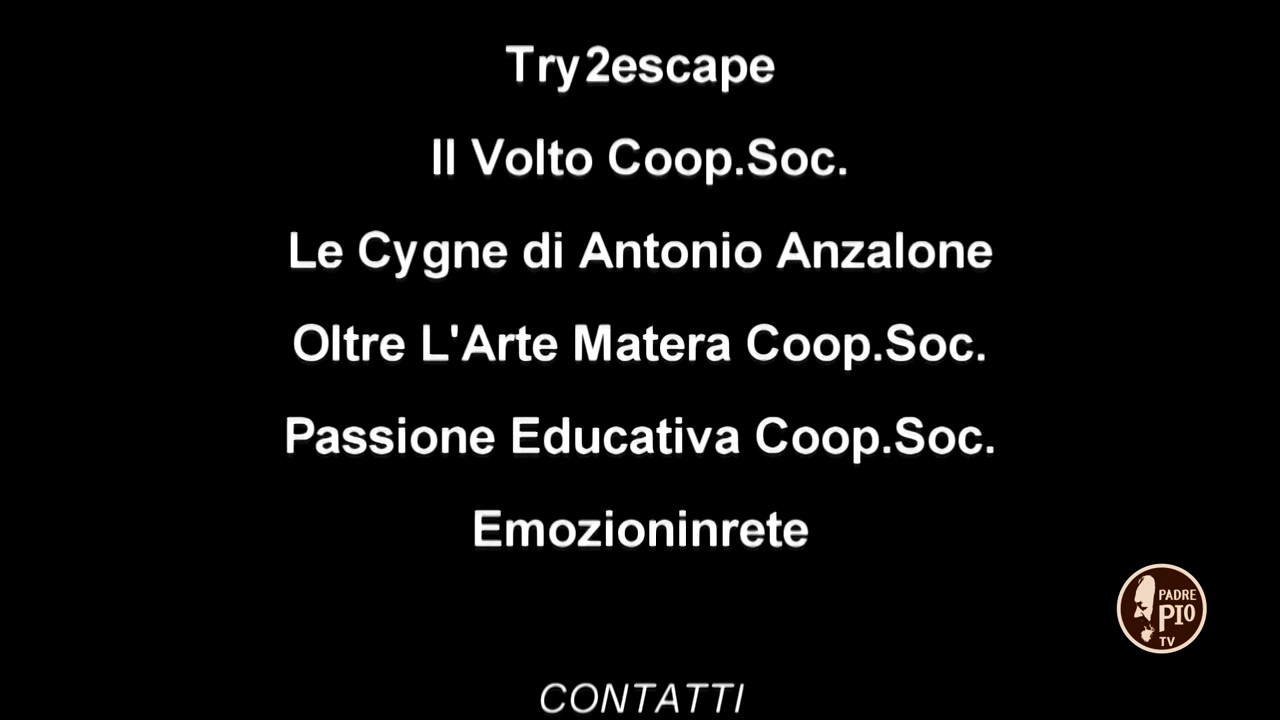 Try2escape
Il Volto Coop.Soc.
Le Cygne di Antonio Anzalone
Oltre L'Arte Matera Coop.Soc.
Passione Educativa Coop.Soc.
Emozioninrete
PADRE
PIO
TV
CONTATTI